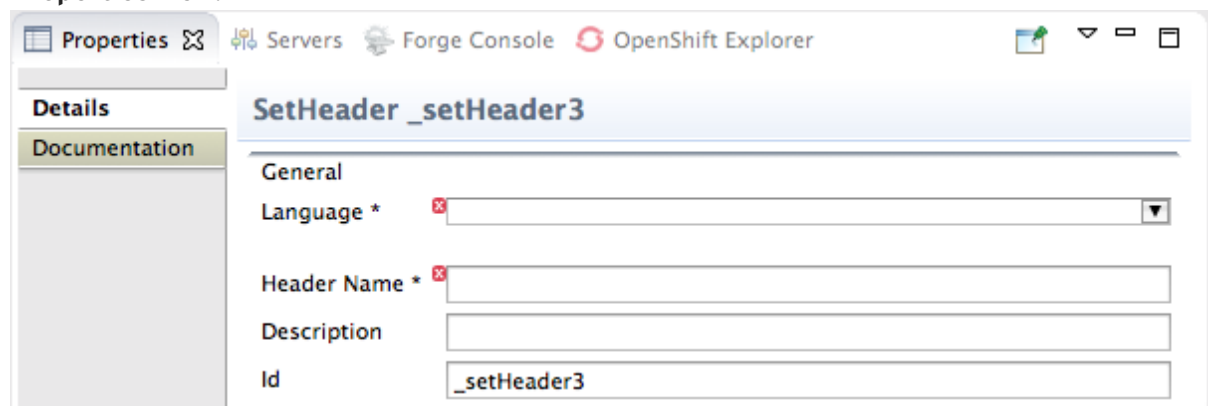 Properties Servers Forge Console OpenShift Explorer
Details
Documentation
SetHeader _setHeader3
General
Language *
Header Name *
Description
Id _setHeader3